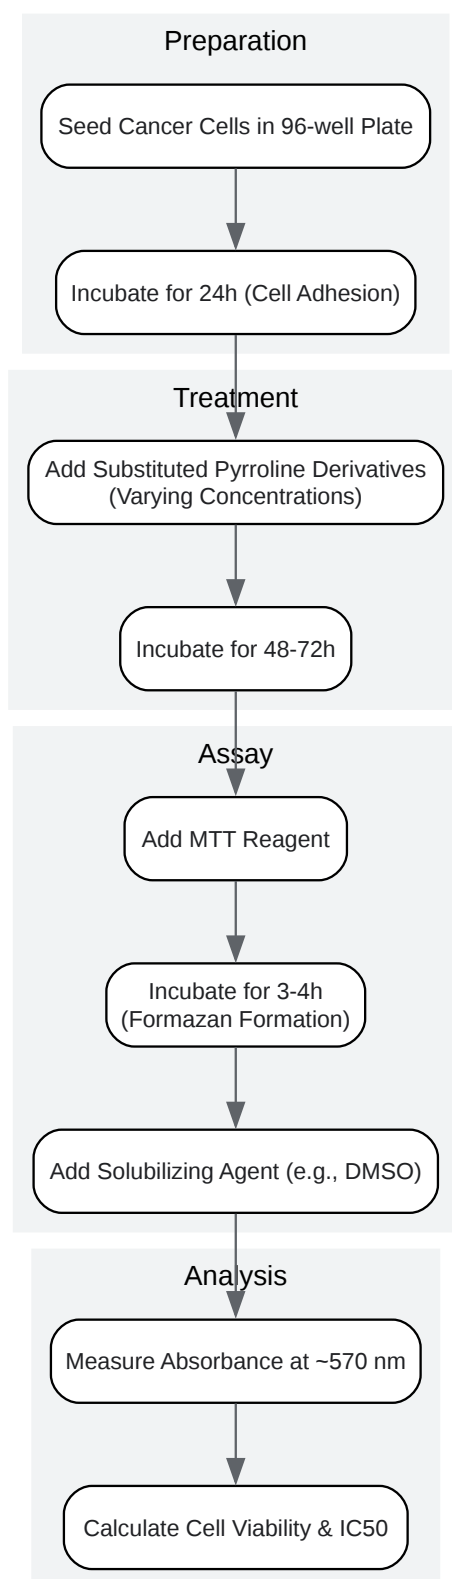 Preparation
Seed Cancer Cells in 96-well Plate
Incubate for 24h (Cell Adhesion)
Treatment
Add Substituted Pyrroline Derivatives
(Varying Concentrations)
Incubate for 48-72h
Assay
Add MTT Reagent
Incubate for 3-4h
(Formazan Formation)
Add Solubilizing Agent (e.g., DMSO)
Analysis
Measure Absorbance at ~570 nm
Calculate Cell Viability & IC50